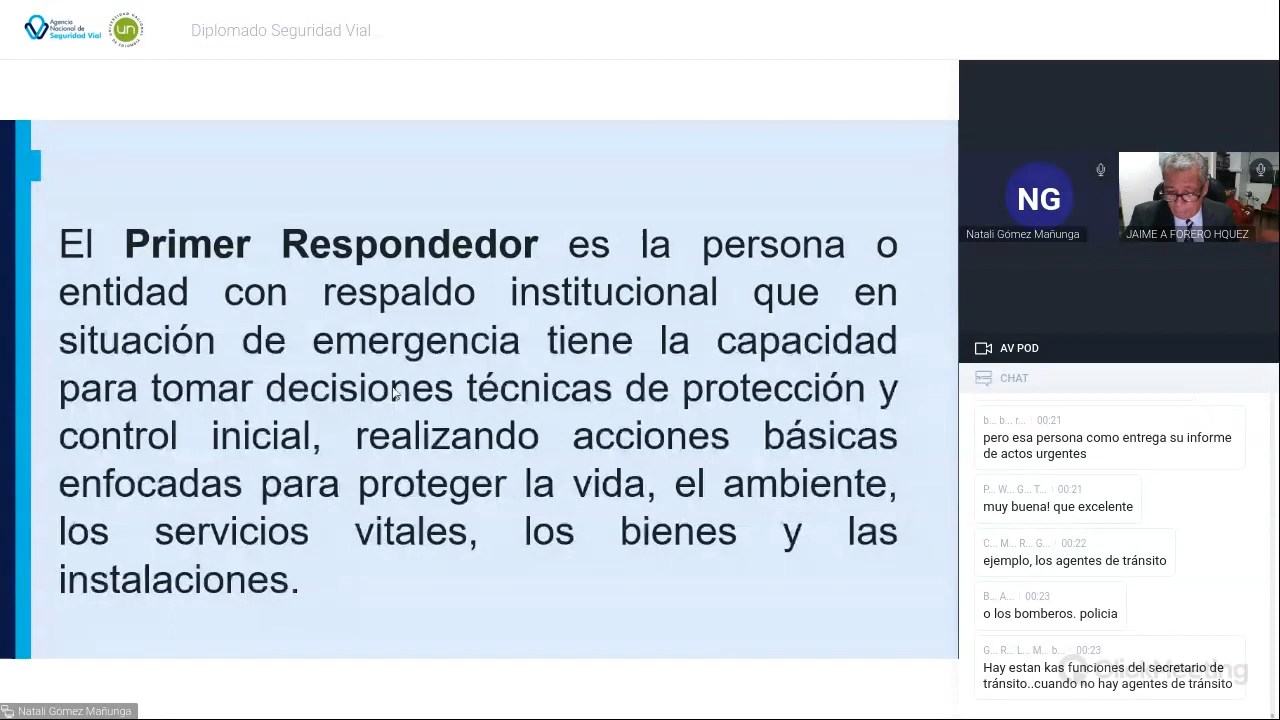 Agencia
Nacional de
Seguridad Vial
un
Diplomado Seguridad Vial
El Primer Respondedor es la persona o
entidad con respaldo institucional que en
situación de emergencia tiene la capacidad
para tomar decisiones técnicas de protección y
control inicial, realizando acciones básicas
enfocadas para proteger la vida, el ambiente,
los servicios vitales, los bienes y las
instalaciones.
NG
Natali Gómez Mañunga
JAIME A FORERO HQUEZ
AV POD
CHAT
b... b... r... 00:21
pero esa persona como entrega su informe
de actos urgentes
P... W... G... T... 00:21
muy buena! que excelente
C... M... R... G... 00:22
ejemplo, los agentes de tránsito
B... A... 00:23
o los bomberos. policia
G... R... L... M... b... 00:23
Hay estan kas funciones del secretario de
tránsito..cuando no hay agentes de tránsito
ClickMeeting
Natali Gómez Mañunga